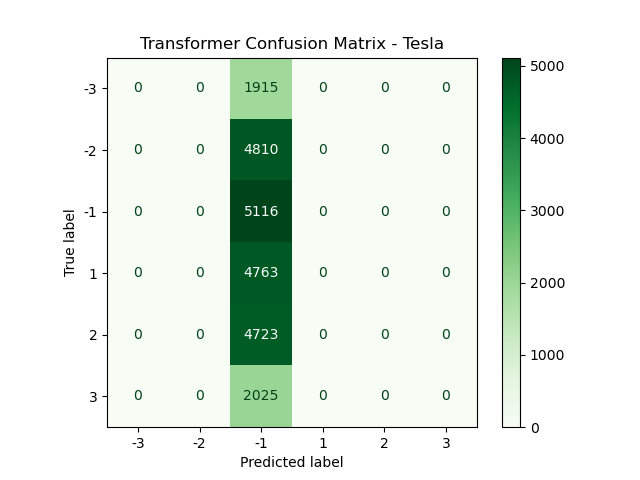 Transformer Confusion Matrix - Tesla
True label
-3 0 0 1915 0 0 0
-2 0 0 4810 0 0 0
-1 0 0 5116 0 0 0
1 0 0 4763 0 0 0
2 0 0 4723 0 0 0
3 0 0 2025 0 0 0
-3 -2 -1 1 2 3
Predicted label
5000
4000
3000
2000
1000
0